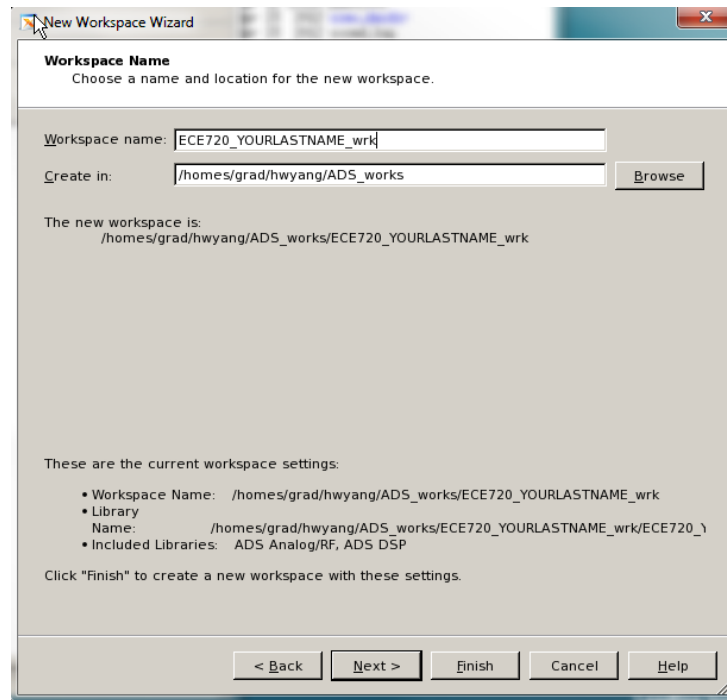 New Workspace Wizard
Workspace Name
Choose a name and location for the new workspace.
Workspace name: ECE720_YOURLASTNAME_wrk
Create in: /homes/grad/hwyang/ADS_works Browse
The new workspace is:
/homes/grad/hwyang/ADS_works/ECE720_YOURLASTNAME_wrk
These are the current workspace settings:
• Workspace Name: /homes/grad/hwyang/ADS_works/ECE720_YOURLASTNAME_wrk
• Library
Name: /homes/grad/hwyang/ADS_works/ECE720_YOURLASTNAME_wrk/ECE720_Y
• Included Libraries: ADS Analog/RF, ADS DSP
Click "Finish" to create a new workspace with these settings.
< Back Next > Finish Cancel Help